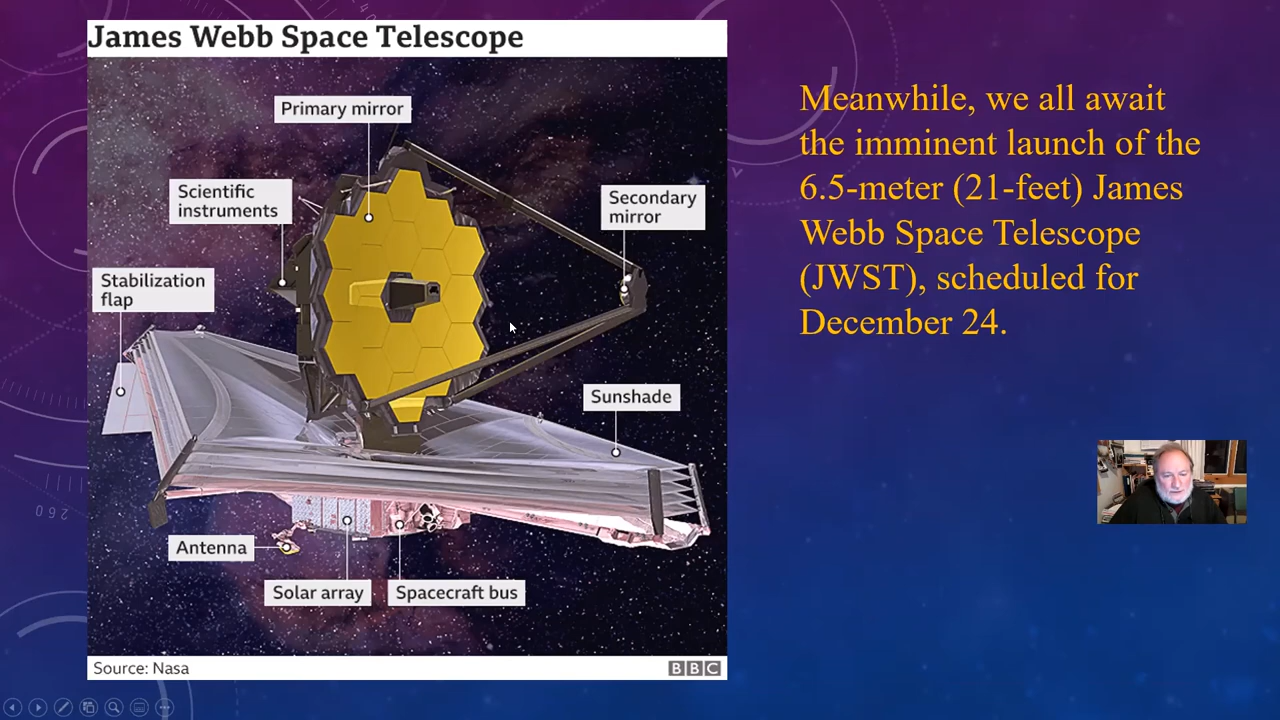 James Webb Space Telescope
Primary mirror
Scientific
instruments
Secondary
mirror
Stabilization
flap
Sunshade
Antenna
Solar array
Spacecraft bus
Source: Nasa
BBC
Meanwhile, we all await
the imminent launch of the
6.5-meter (21-feet) James
Webb Space Telescope
(JWST), scheduled for
December 24.
260